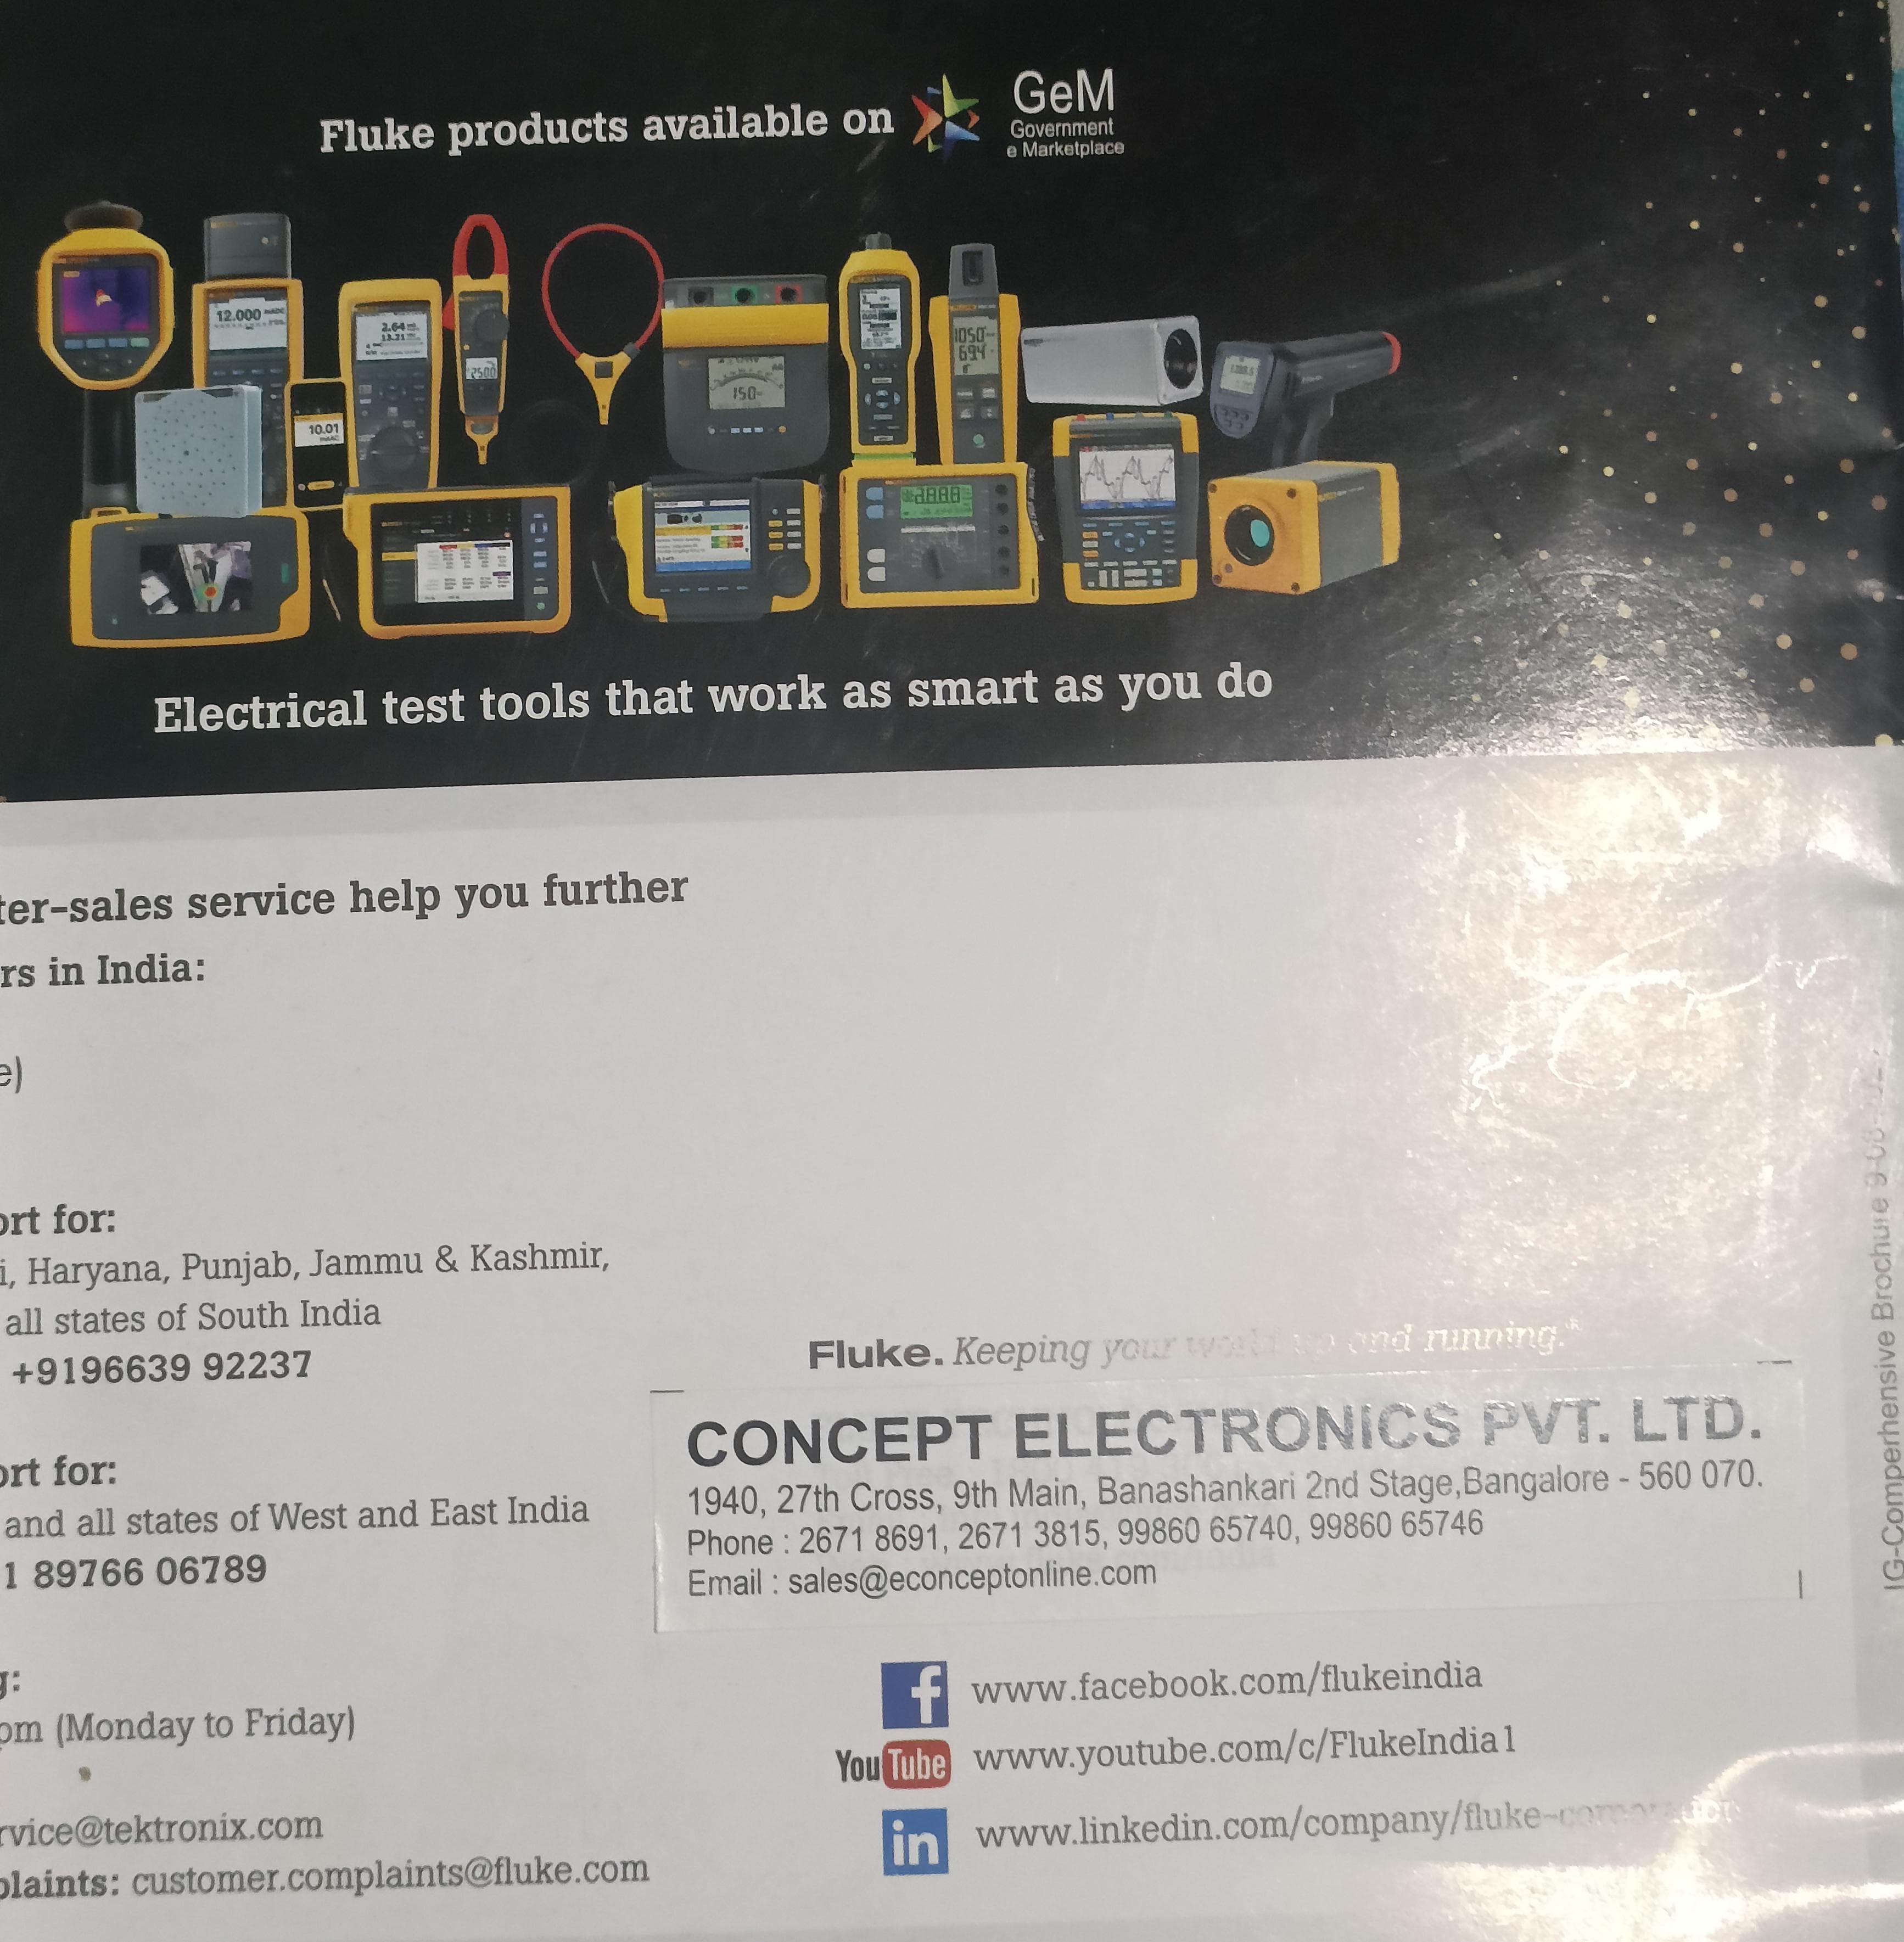 Fluke products available on
GeM
Government
e Marketplace
12.000
2.64
13.21
2500
10.01
150
1050
694
Electrical test tools that work as smart as you do
ter-sales service help you further
rs in India:
e)
ort for:
i, Haryana, Punjab, Jammu & Kashmir,
all states of South India
+9196639 92237
ort for:
and all states of West and East India
1 89766 06789
g:
pm (Monday to Friday)
rvice@tektronix.com
plaints: customer.complaints@fluke.com
Fluke. Keeping your world up and running.®
CONCEPT ELECTRONICS PVT. LTD.
1940, 27th Cross, 9th Main, Banashankari 2nd Stage,Bangalore - 560 070.
Phone : 2671 8691, 2671 3815, 99860 65740, 99860 65746
Email : sales@econceptonline.com
f www.facebook.com/flukeindia
YouTube www.youtube.com/c/FlukeIndia1
in www.linkedin.com/company/fluke-corporation
IG-Comperhensive Brochure